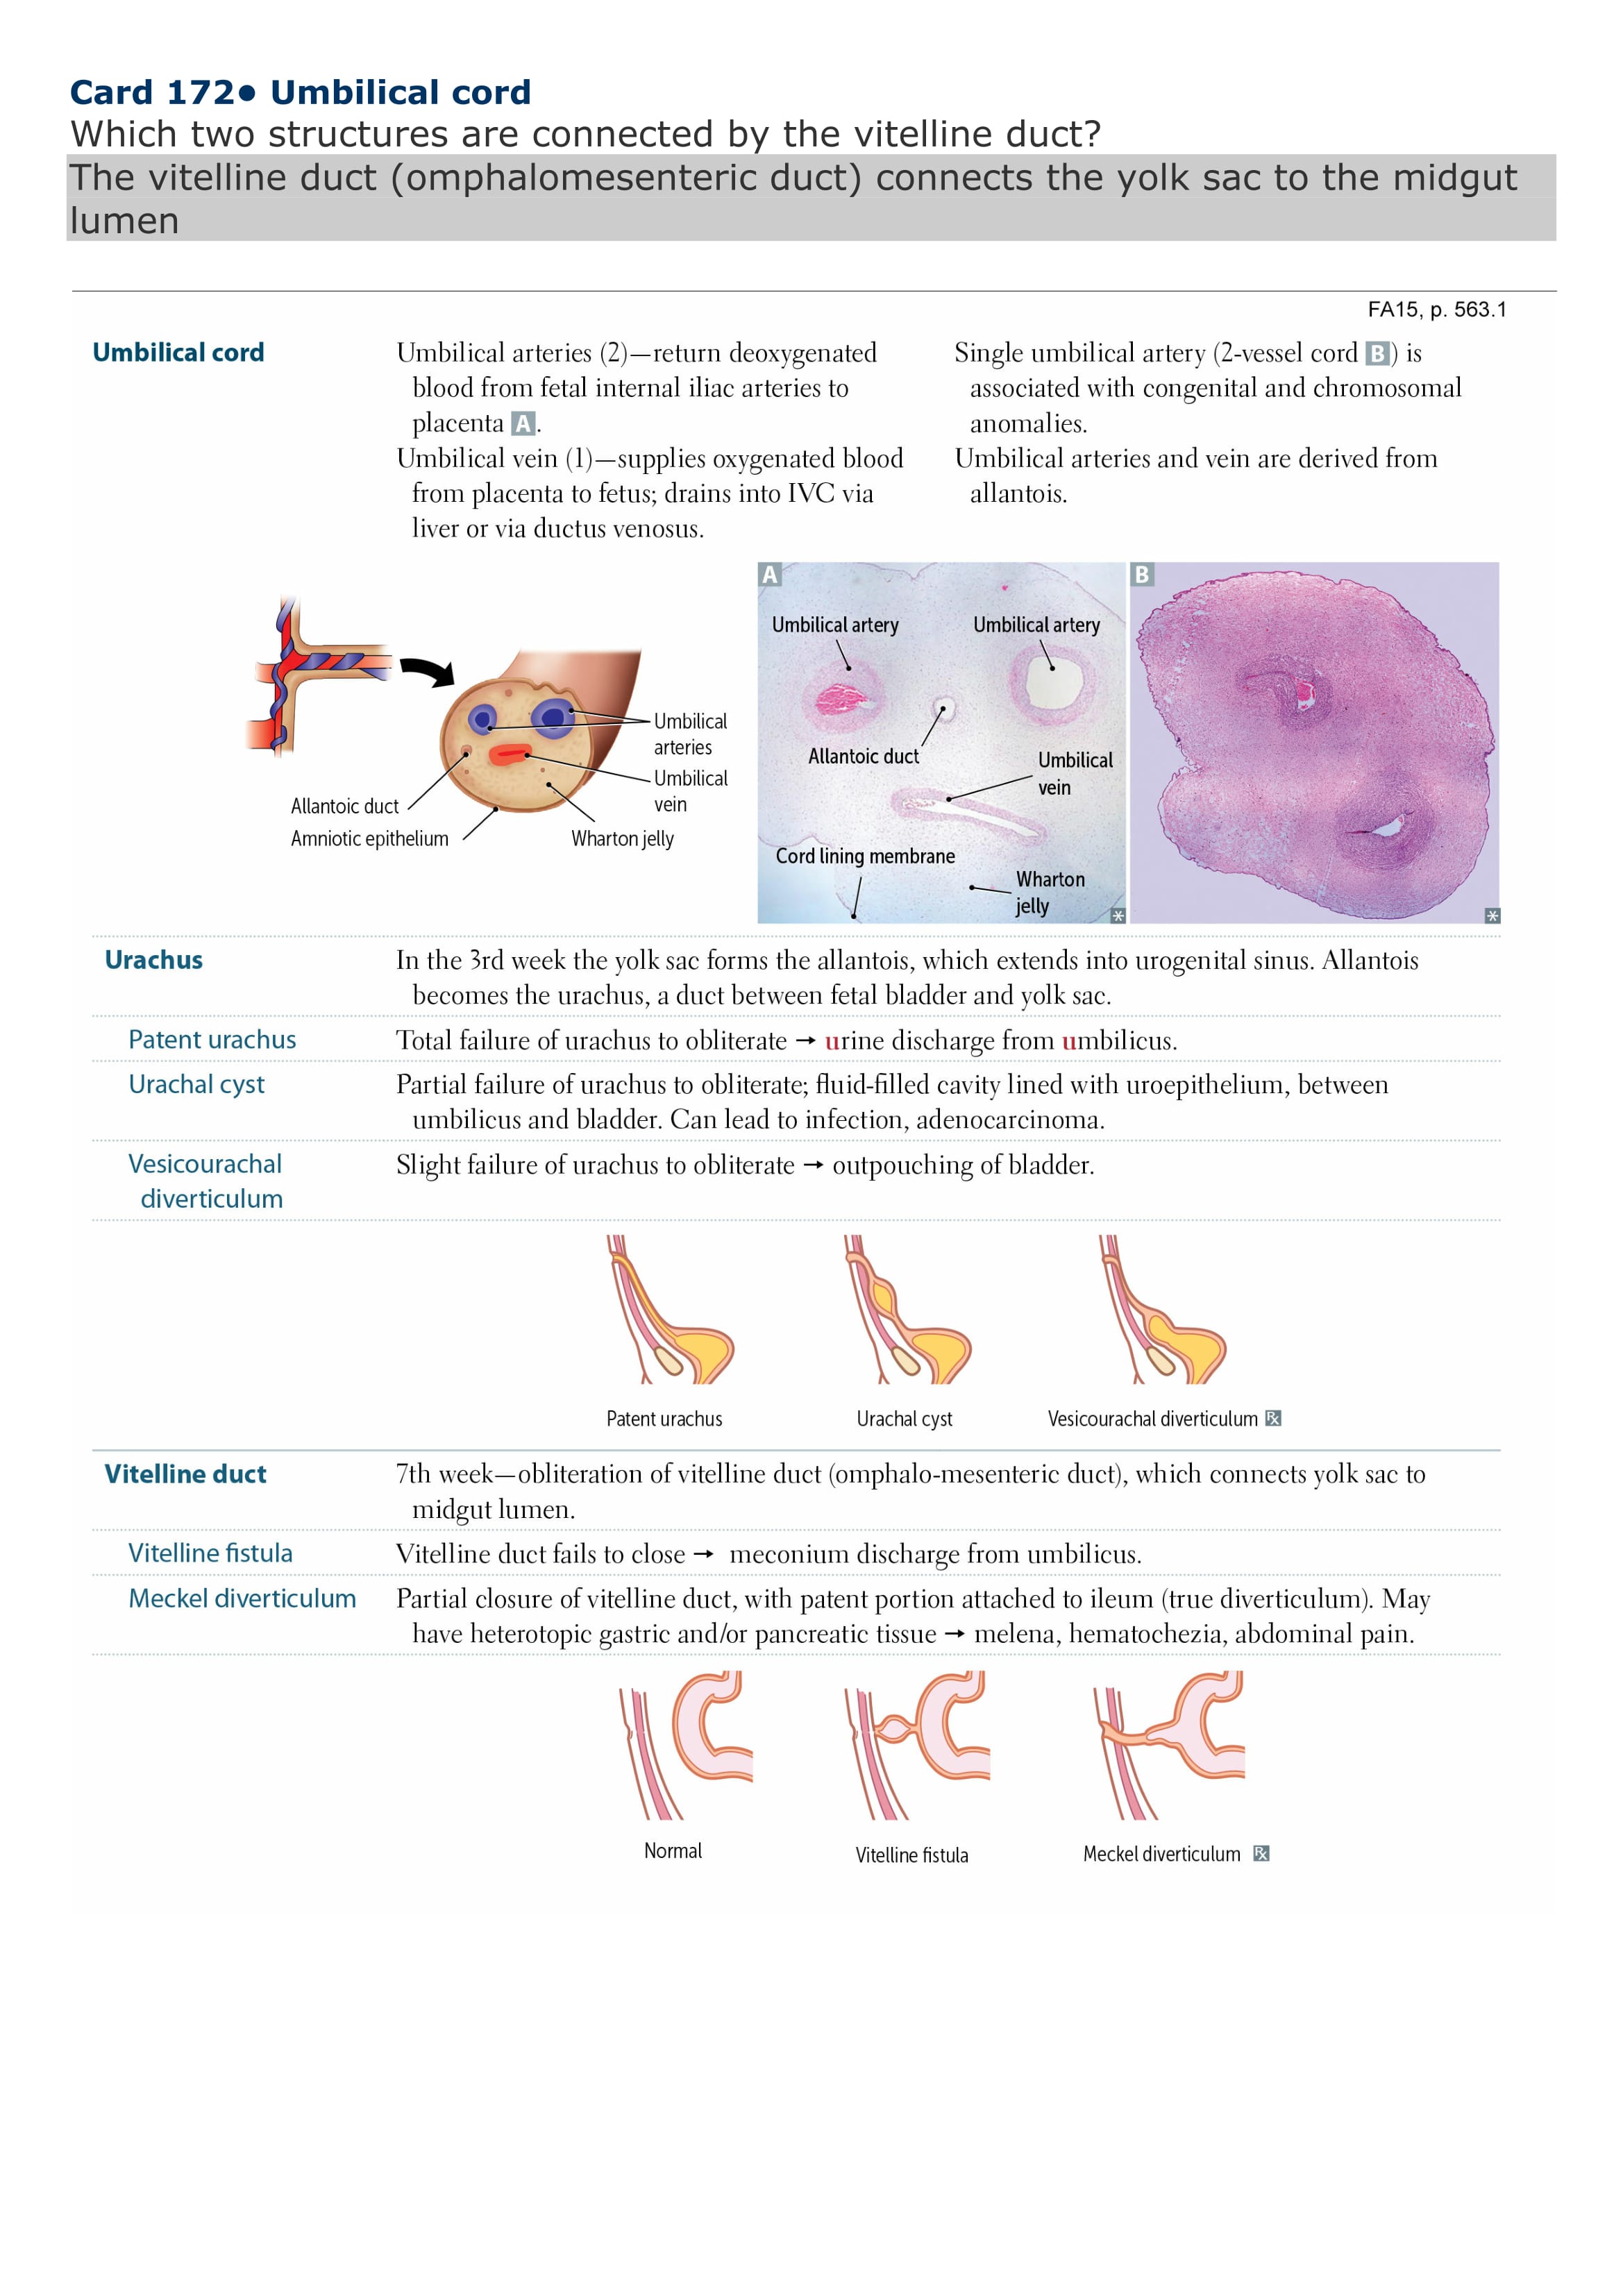 Card 172• Umbilical cord
Which two structures are connected by the vitelline duct?
The vitelline duct (omphalomesenteric duct) connects the yolk sac to the midgut
lumen
FA15, p. 563.1
Umbilical cord
Umbilical arteries (2)—return deoxygenated
blood from fetal internal iliac arteries to
placenta A.
Umbilical vein (1)—supplies oxygenated blood
from placenta to fetus; drains into IVC via
liver or via ductus venosus.
Single umbilical artery (2-vessel cord B) is
associated with congenital and chromosomal
anomalies.
Umbilical arteries and vein are derived from
allantois.
Umbilical
arteries
Umbilical
vein
Allantoic duct
Amniotic epithelium
Wharton jelly
A
Umbilical artery
Umbilical artery
Allantoic duct
Umbilical
vein
Cord lining membrane
Wharton
jelly
*
B
*
Urachus
In the 3rd week the yolk sac forms the allantois, which extends into urogenital sinus. Allantois
becomes the urachus, a duct between fetal bladder and yolk sac.
Patent urachus
Total failure of urachus to obliterate → urine discharge from umbilicus.
Urachal cyst
Partial failure of urachus to obliterate; fluid-filled cavity lined with uroepithelium, between
umbilicus and bladder. Can lead to infection, adenocarcinoma.
Vesicourachal
diverticulum
Slight failure of urachus to obliterate → outpouching of bladder.
Patent urachus
Urachal cyst
Vesicourachal diverticulum ℞
Vitelline duct
7th week—obliteration of vitelline duct (omphalo-mesenteric duct), which connects yolk sac to
midgut lumen.
Vitelline fistula
Vitelline duct fails to close → meconium discharge from umbilicus.
Meckel diverticulum
Partial closure of vitelline duct, with patent portion attached to ileum (true diverticulum). May
have heterotopic gastric and/or pancreatic tissue → melena, hematochezia, abdominal pain.
Normal
Vitelline fistula
Meckel diverticulum ℞